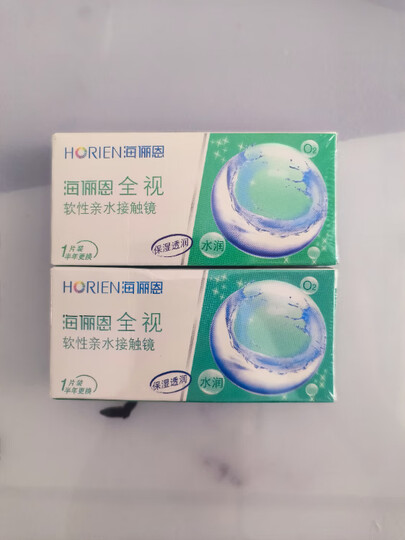 HORIEN海俪恩
海俪恩全视
软性亲水接触镜
1片装
半年更换
保湿透润
水润
O2
HORIEN海俪恩
海俪恩全视
软性亲水接触镜
1片装
半年更换
保湿透润
水润
O2